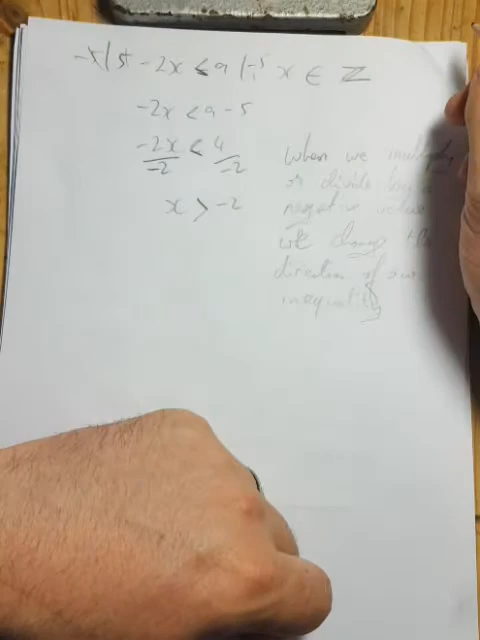 -5| 5 - 2x < 9 |-5 x ∈ ℤ
-2x < 9 - 5
-2x/-2 < 4/-2
x > -2
When we multiply
or divide by a
negative value
we change the
direction of our
inequality